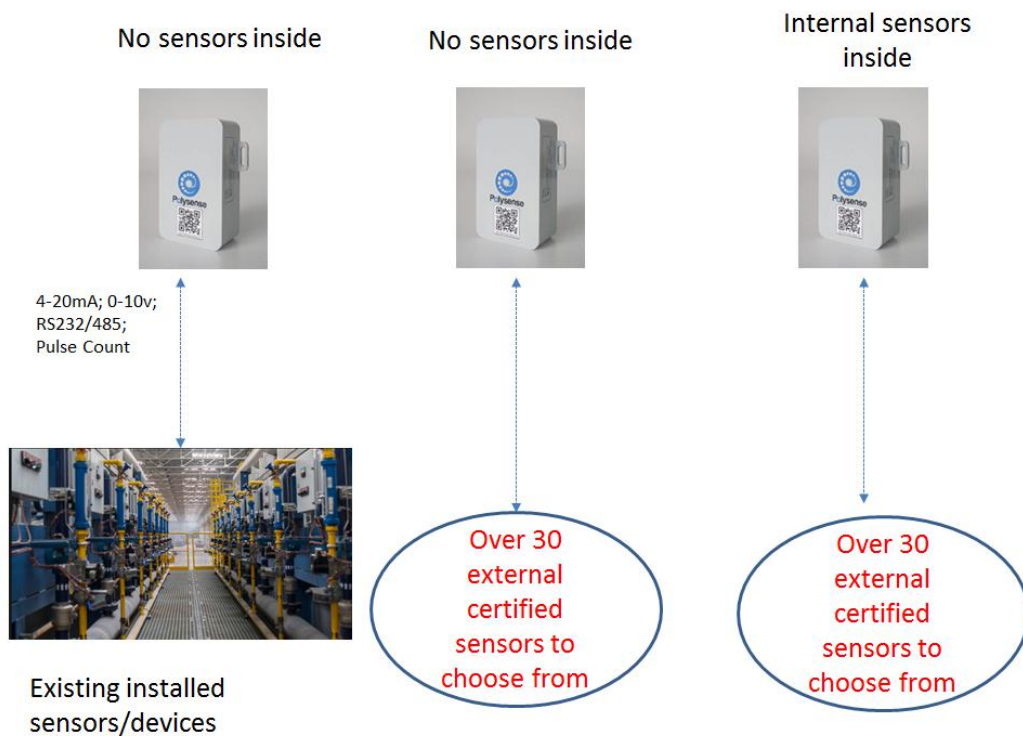 No sensors inside
No sensors inside
Internal sensors
inside
Polysense
Polysense
Polysense
4-20mA; 0-10v;
RS232/485;
Pulse Count
Over 30
external
certified
sensors to
choose from
Over 30
external
certified
sensors to
choose from
Existing installed
sensors/devices